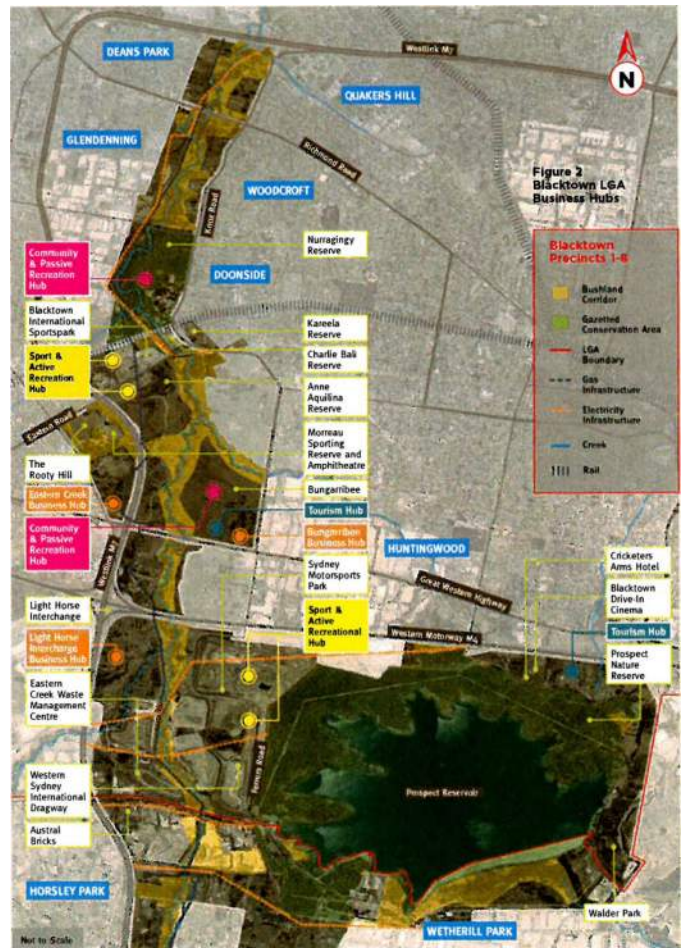 DEANS PARK
Westlink M7
N
QUAKERS HILL
GLENDENNING
Richmond Road
Figure 2
Blacktown LGA
Business Hubs
WOODCROFT
Knox Road
Blacktown
Precincts 1-8
Bushland
Corridor
Gazetted
Conservation Area
LGA
Boundary
Gas
Infrastructure
Electricity
Infrastructure
Creek
Rail
Nurragingy
Reserve
Community
& Passive
Recreation
Hub
DOONSIDE
Blacktown
International
Sportspark
Kareela
Reserve
Charlie Bali
Reserve
Sport &
Active
Recreation
Hub
Anne
Aquilina
Reserve
Eastern Road
Morreau
Sporting
Reserve and
Amphitheatre
The
Rooty Hill
Bungarribee
Eastern Creek
Business Hub
Tourism Hub
Community
& Passive
Recreation
Hub
Bungarribee
Business Hub
HUNTINGWOOD
Westlink M7
Sydney
Motorsports
Park
Great Western Highway
Cricketers
Arms Hotel
Blacktown
Drive-In
Cinema
Light Horse
Interchange
Sport &
Active
Recreational
Hub
Western Motorway M4
Tourism Hub
Light Horse
Interchange
Business Hub
Prospect
Nature
Reserve
Eastern
Creek Waste
Management
Centre
Ferrers Road
Prospect Reservoir
Western
Sydney
International
Dragway
Austral
Bricks
HORSLEY PARK
WETHERILL PARK
Walder Park
Not to Scale